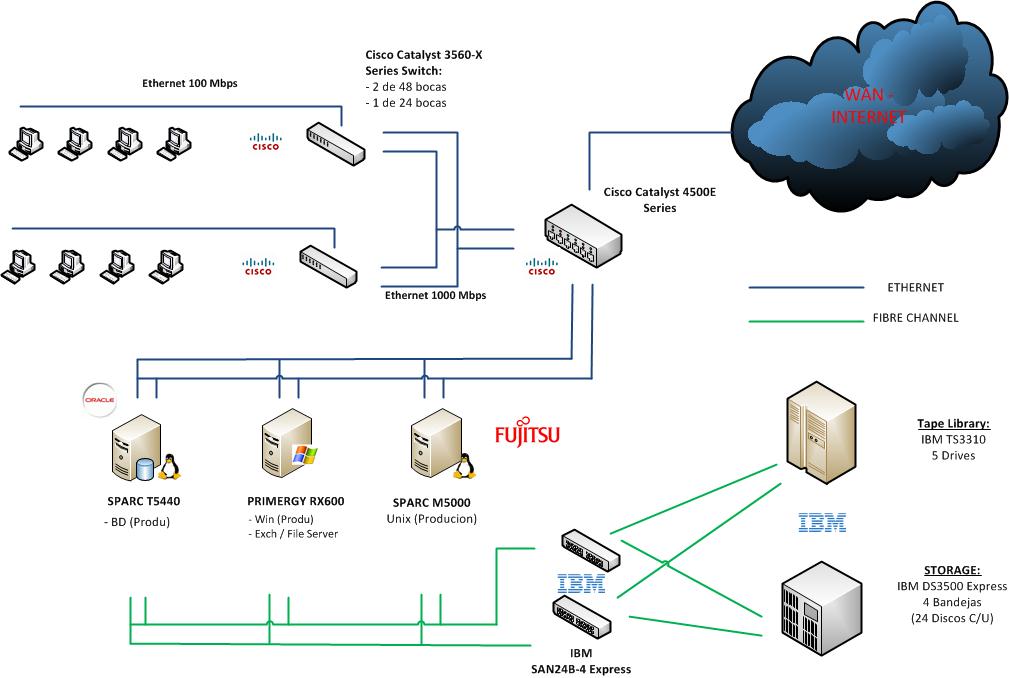 Cisco Catalyst 3560-X
Series Switch:
- 2 de 48 bocas
- 1 de 24 bocas
Ethernet 100 Mbps
WAN -
INTERNET
CISCO
Cisco Catalyst 4500E
Series
CISCO
CISCO
Ethernet 1000 Mbps
ETHERNET
FIBRE CHANNEL
ORACLE
FUJITSU
Tape Library:
IBM TS3310
5 Drives
SPARC T5440
- BD (Produ)
PRIMERGY RX600
- Win (Produ)
- Exch / File Server
SPARC M5000
Unix (Producion)
IBM
IBM
STORAGE:
IBM DS3500 Express
4 Bandejas
(24 Discos C/U)
IBM
SAN24B-4 Express